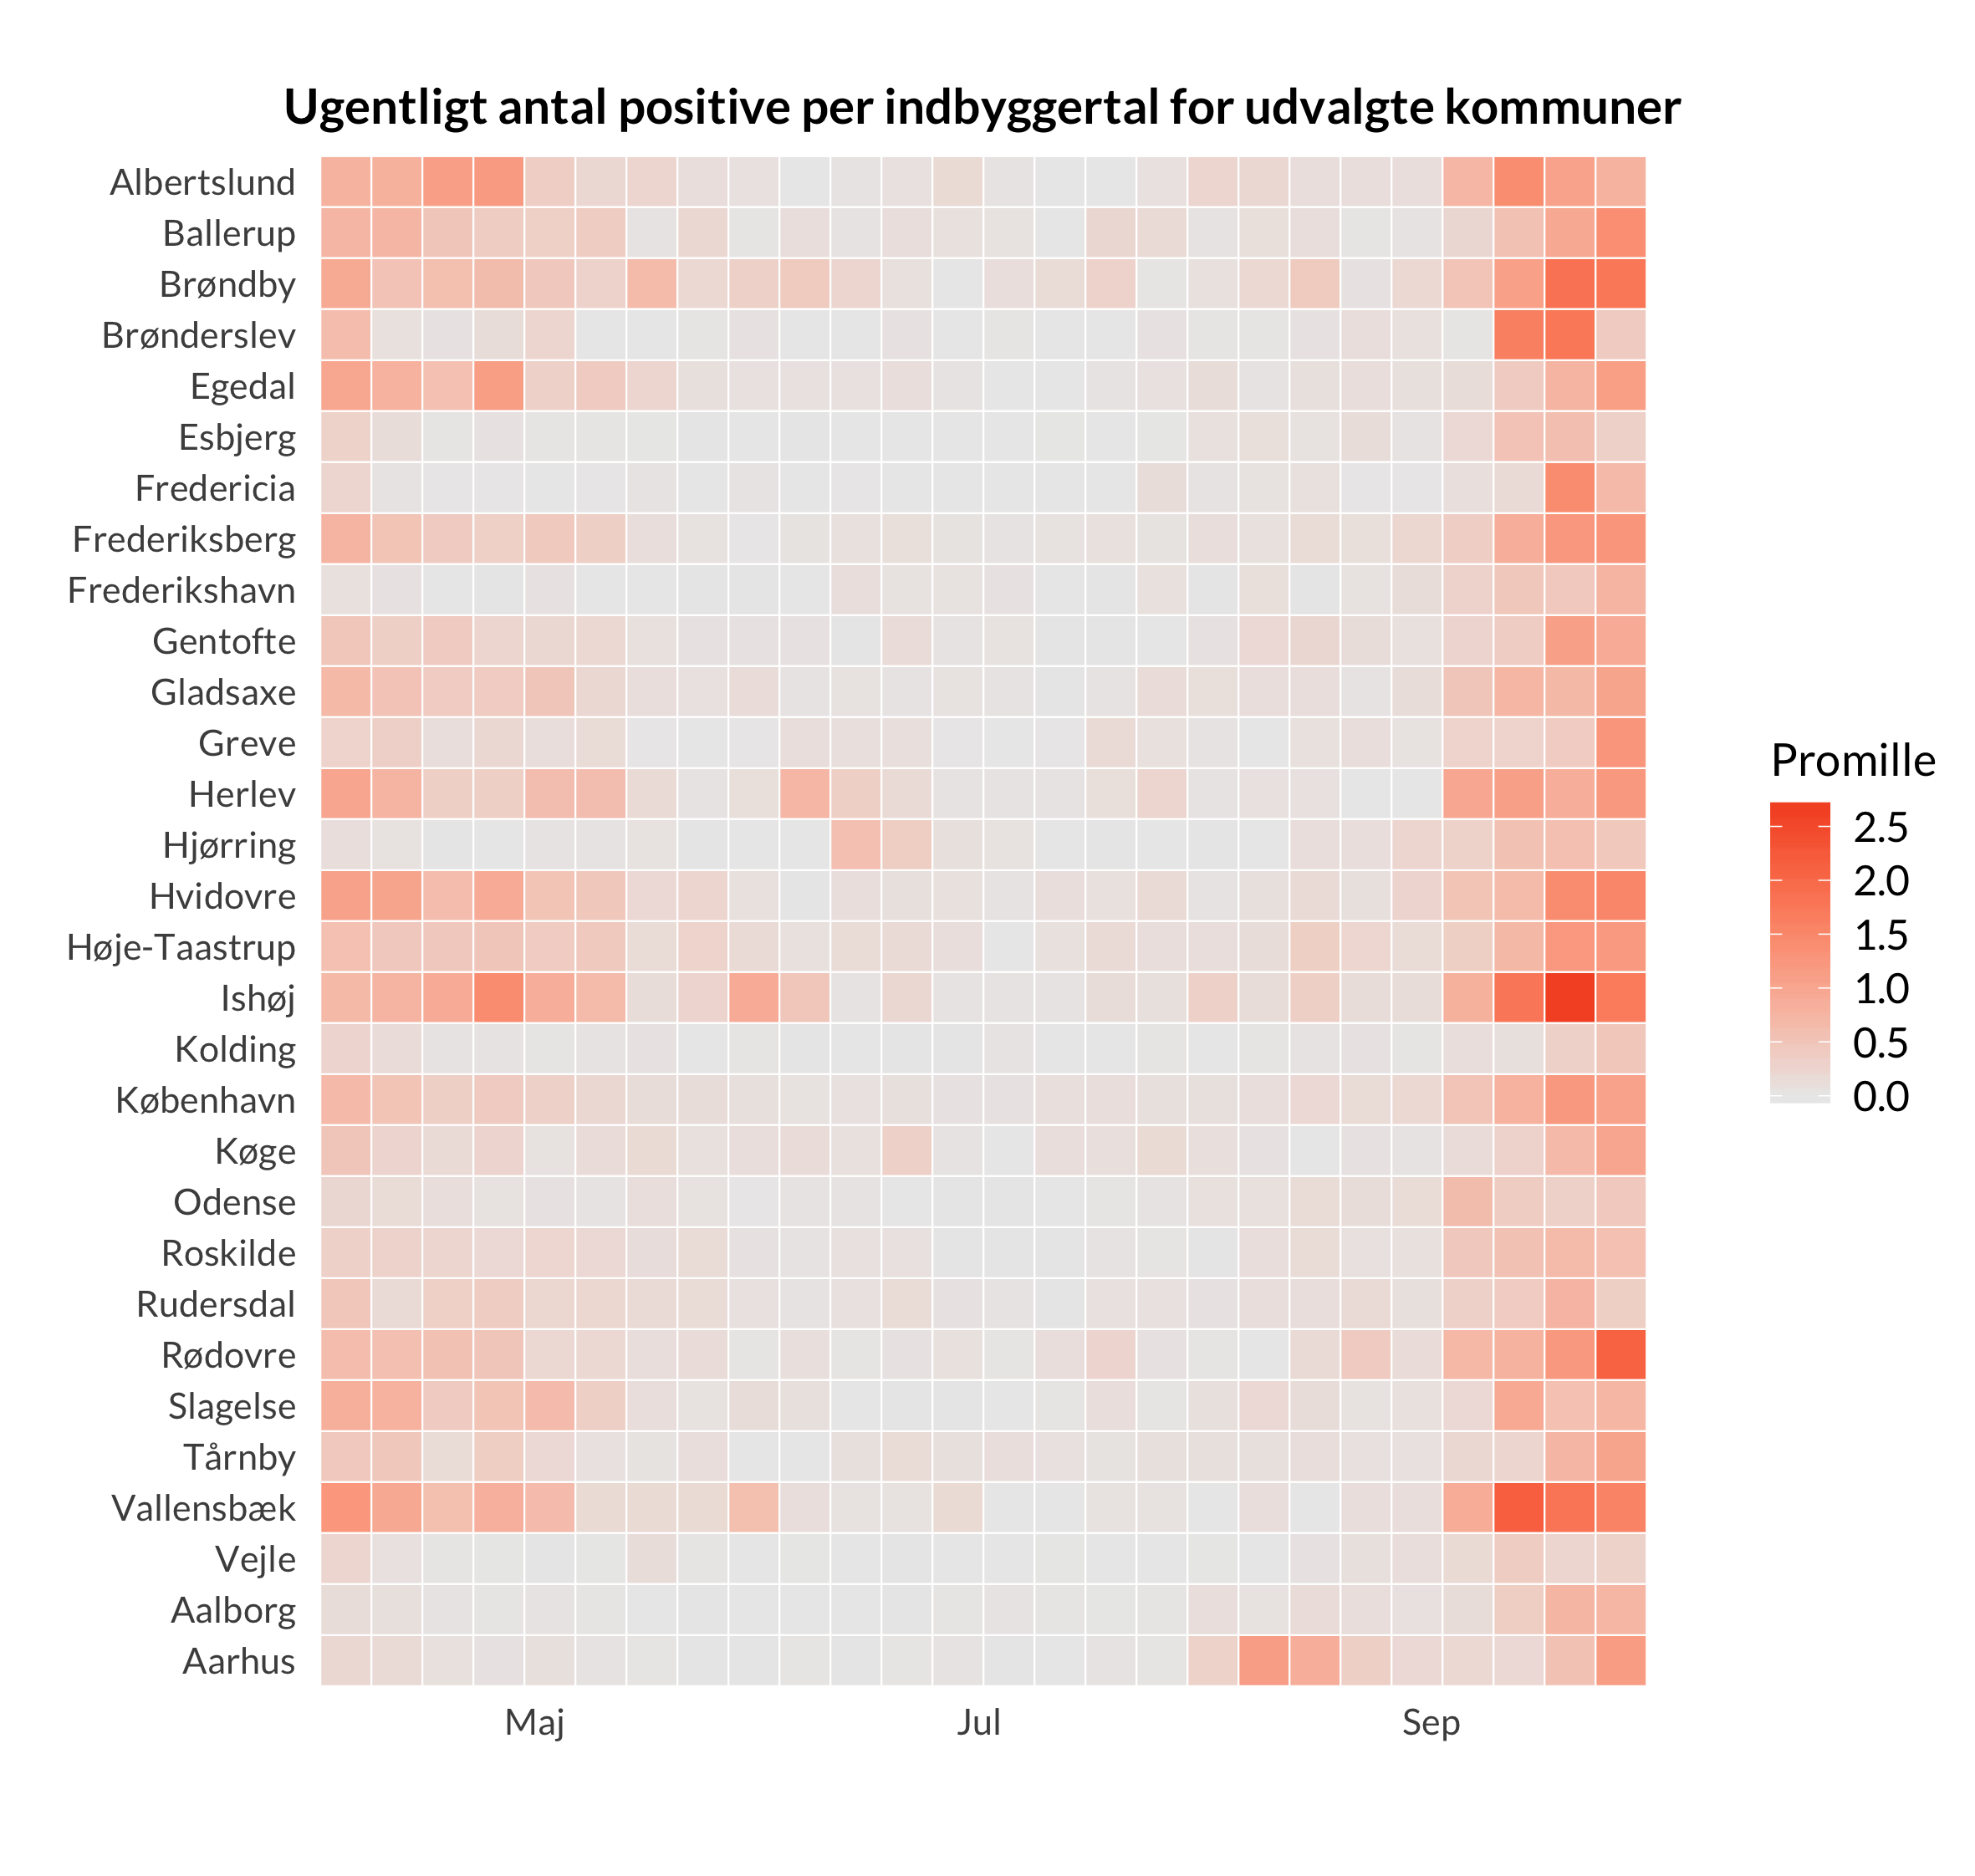 Ugentligt antal positive per indbyggertal for udvalgte kommuner
Albertslund
Ballerup
Brøndby
Brønderslev
Egedal
Esbjerg
Fredericia
Frederiksberg
Frederikshavn
Gentofte
Gladsaxe
Greve
Herlev
Hjørring
Hvidovre
Høje-Taastrup
Ishøj
Kolding
København
Køge
Odense
Roskilde
Rudersdal
Rødovre
Slagelse
Tårnby
Vallensbæk
Vejle
Aalborg
Aarhus
Maj
Jul
Sep
Promille
2.5
2.0
1.5
1.0
0.5
0.0